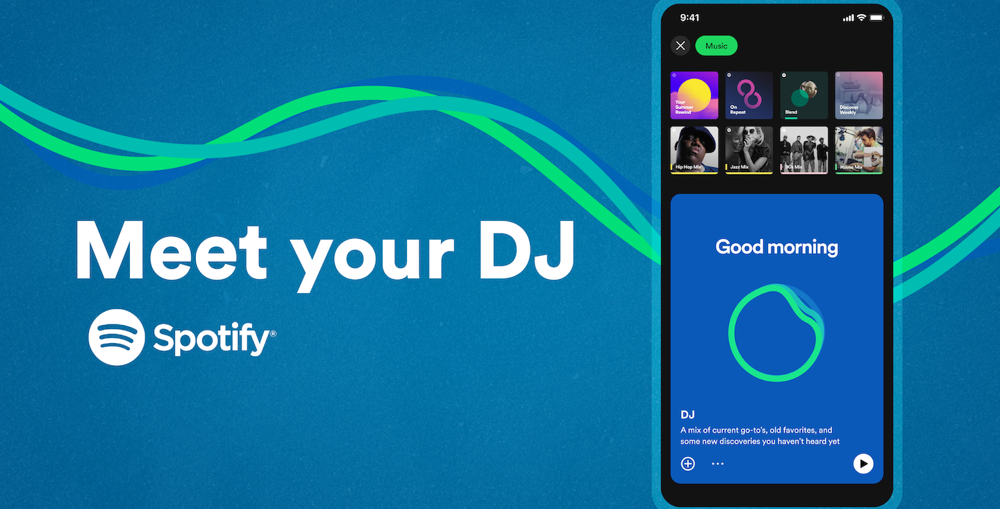 Meet your DJ
Spotify®
9:41
Music
Your
Summer
Rewind
On
Repeat
Blend
Discover
Weekly
Hip Hop Mix
Jazz Mix
90s Mix
House Mix
Good morning
DJ
A mix of current go-to's, old favorites, and
some new discoveries you haven't heard yet